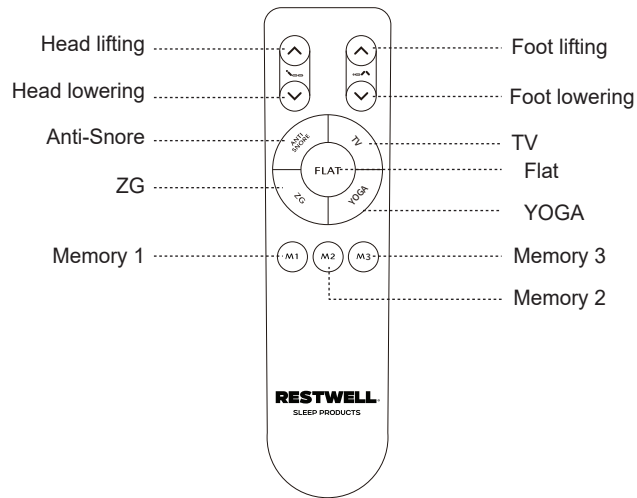 Head lifting
Foot lifting
Head lowering
Foot lowering
Anti-Snore
ANTI
SNORE
TV
TV
FLAT
Flat
ZG
ZG
YOGA
YOGA
Memory 1
M1
M2
M3
Memory 3
Memory 2
RESTWELL
SLEEP PRODUCTS